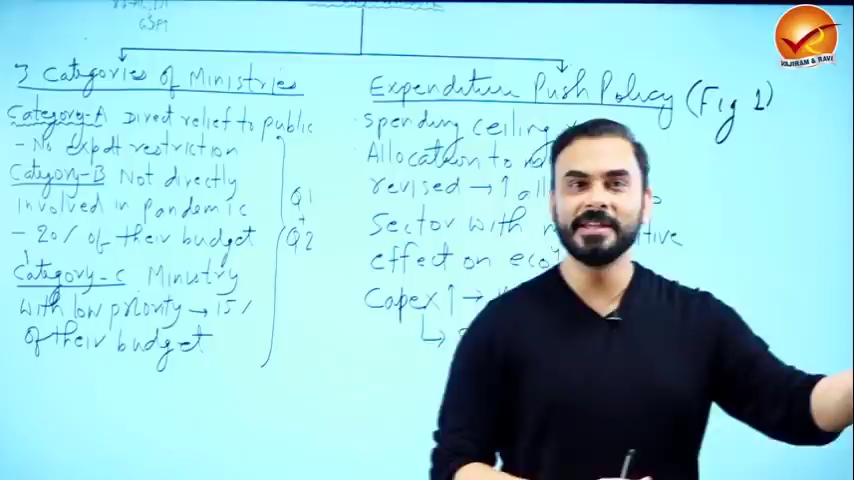 3 Categories of Ministries
Category-A Direct relief to public
- No expdt restriction
Category-B Not directly
involved in pandemic
- 20% of their budget
Category-C Ministry
with low priority → 15%
of their budget
Q1
+
Q2
Expenditure Push Policy (Fig 1)
spending ceiling
Allocation to
revised → ↑
Sector with
effect on
Capex ↑ →
VAJIRAM & RAVI